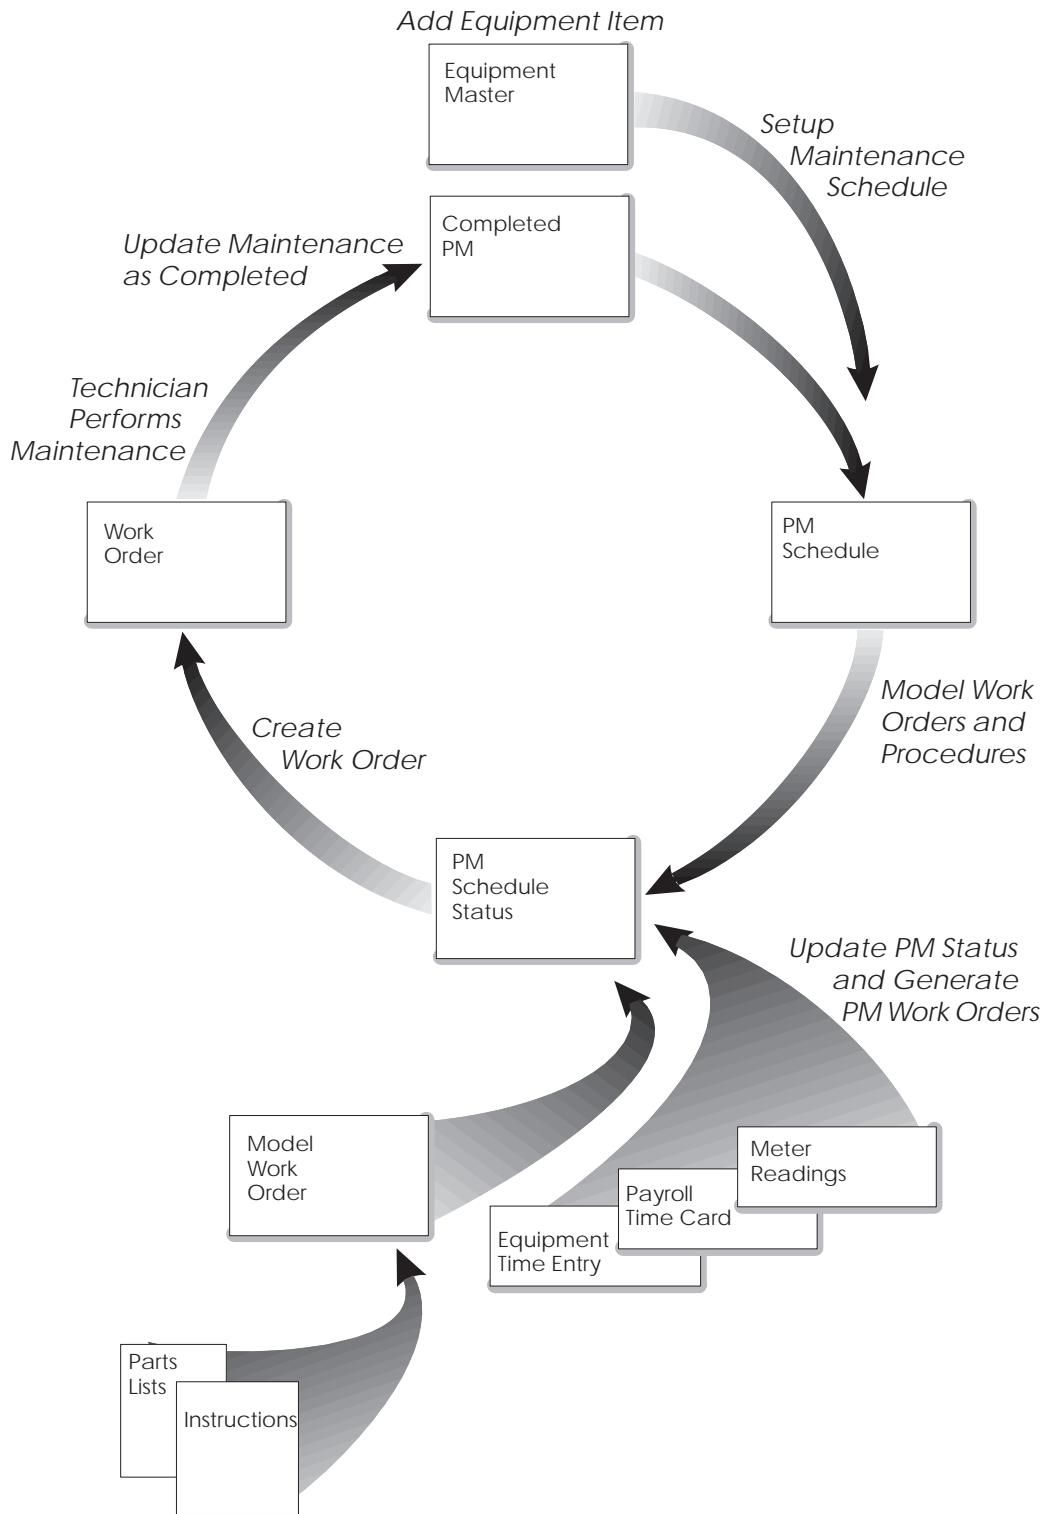 Add Equipment Item
Equipment
Master
Setup
Maintenance
Schedule
Completed
PM
Update Maintenance
as Completed
Technician
Performs
Maintenance
Work
Order
PM
Schedule
Model Work
Orders and
Procedures
Create
Work Order
PM
Schedule
Status
Update PM Status
and Generate
PM Work Orders
Model
Work
Order
Meter
Readings
Payroll
Time Card
Equipment
Time Entry
Parts
Lists
Instructions